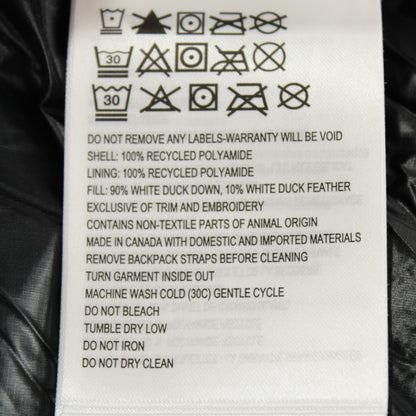 30
30
DO NOT REMOVE ANY LABELS-WARRANTY WILL BE VOID
SHELL: 100% RECYCLED POLYAMIDE
LINING: 100% RECYCLED POLYAMIDE
FILL: 90% WHITE DUCK DOWN, 10% WHITE DUCK FEATHER
EXCLUSIVE OF TRIM AND EMBROIDERY
CONTAINS NON-TEXTILE PARTS OF ANIMAL ORIGIN
MADE IN CANADA WITH DOMESTIC AND IMPORTED MATERIALS
REMOVE BACKPACK STRAPS BEFORE CLEANING
TURN GARMENT INSIDE OUT
MACHINE WASH COLD (30C) GENTLE CYCLE
DO NOT BLEACH
TUMBLE DRY LOW
DO NOT IRON
DO NOT DRY CLEAN